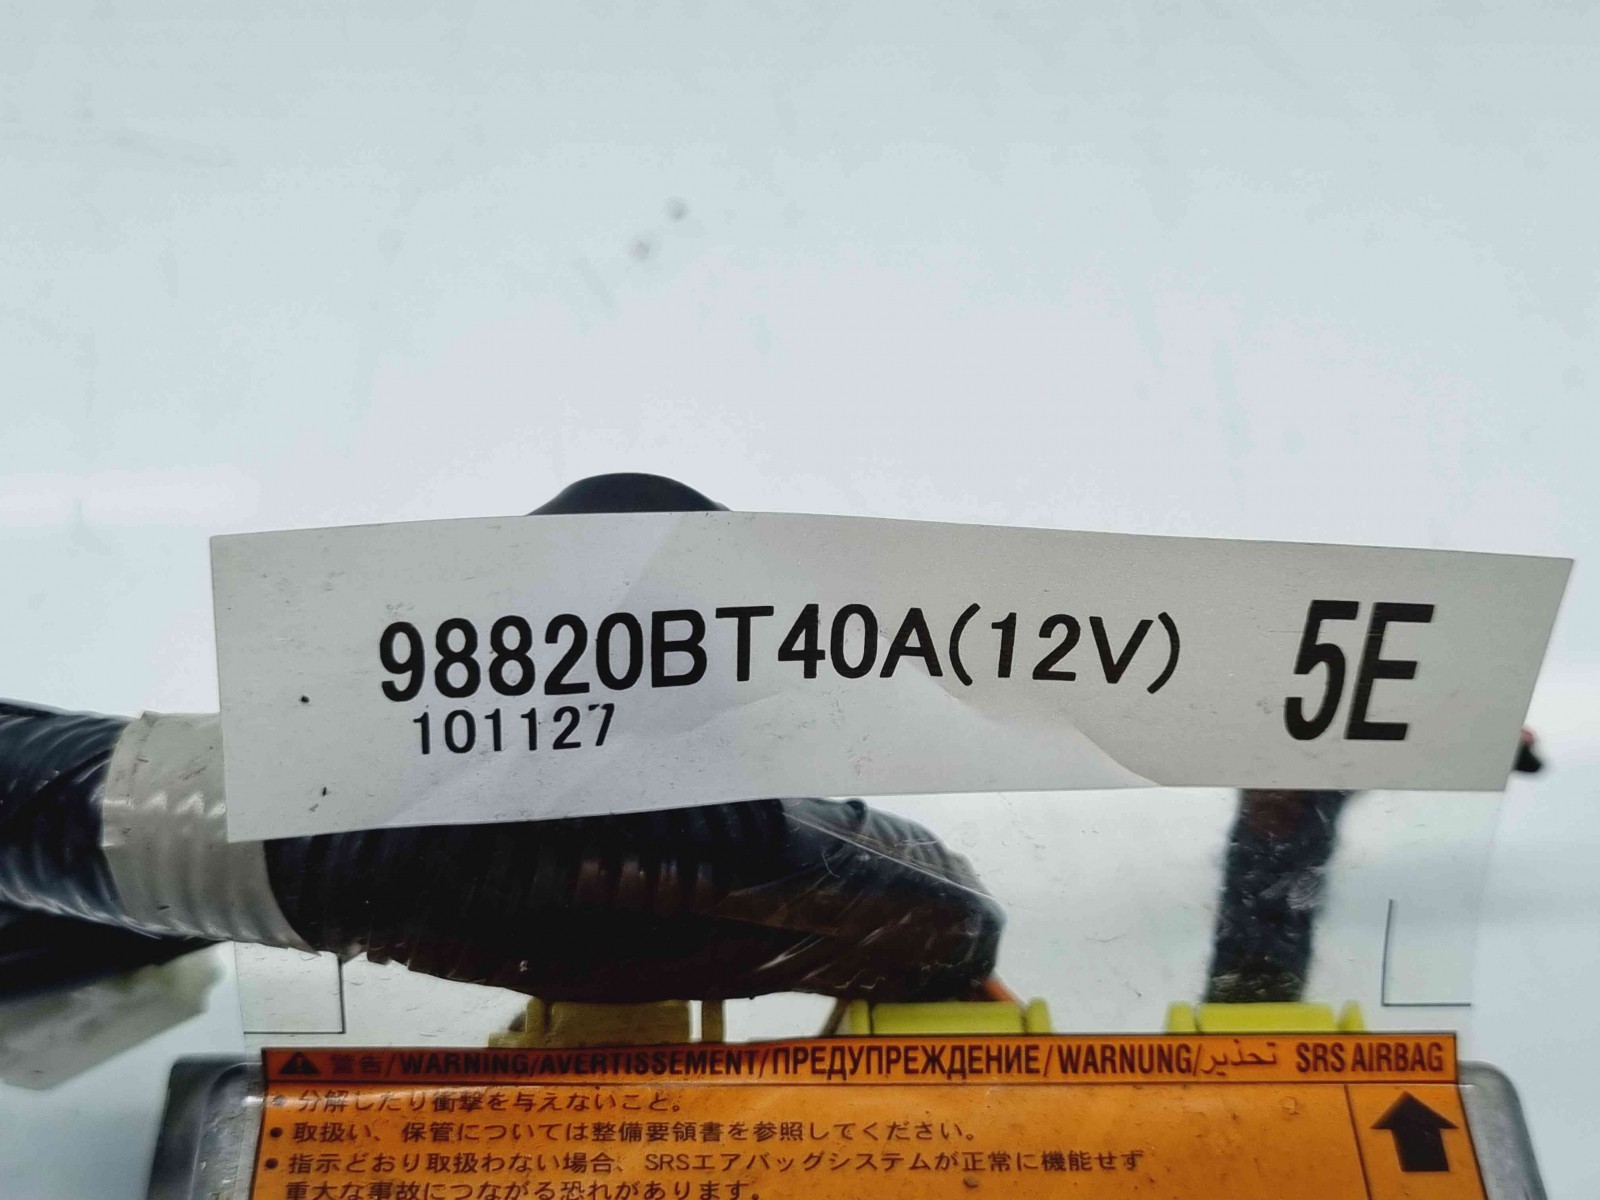 98820BT40A(12V) 5E
101127
警告/WARNING/AVERTISSEMENT/ПРЕДУПРЕЖДЕНИЕ/WARNUNG/تحذير SRS AIRBAG
• 分解したり衝撃を与えないこと。
• 取扱い、保管については整備要領書を参照してください。
• 指示どおり取扱わない場合、SRSエアバッグシステムが正常に機能せず
重大な事故につながる恐れがあります。